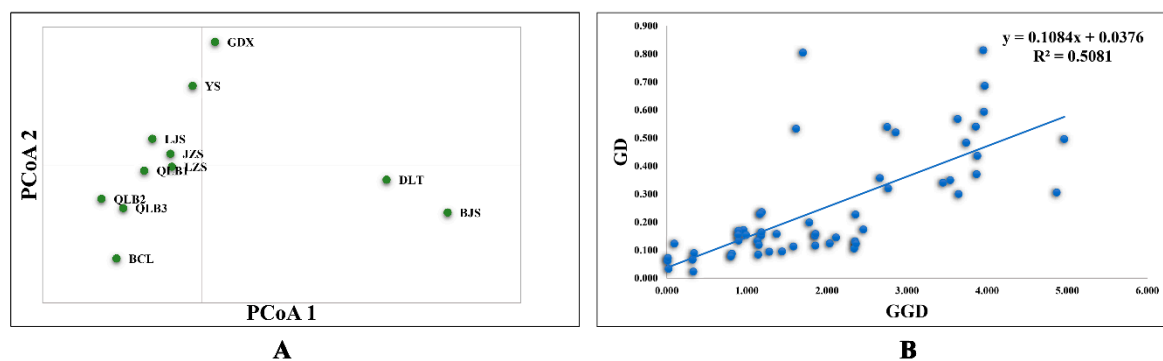 GDX
YS
LJS
JZS
LZS
QLB1
QLB2
QLB3
BCL
DLT
BJS
PCoA 2
PCoA 1
A
y = 0.1084x + 0.0376
R² = 0.5081
0.900
0.800
0.700
0.600
0.500
0.400
0.300
0.200
0.100
0.000
GD
0.000 1.000 2.000 3.000 4.000 5.000 6.000
GGD
B